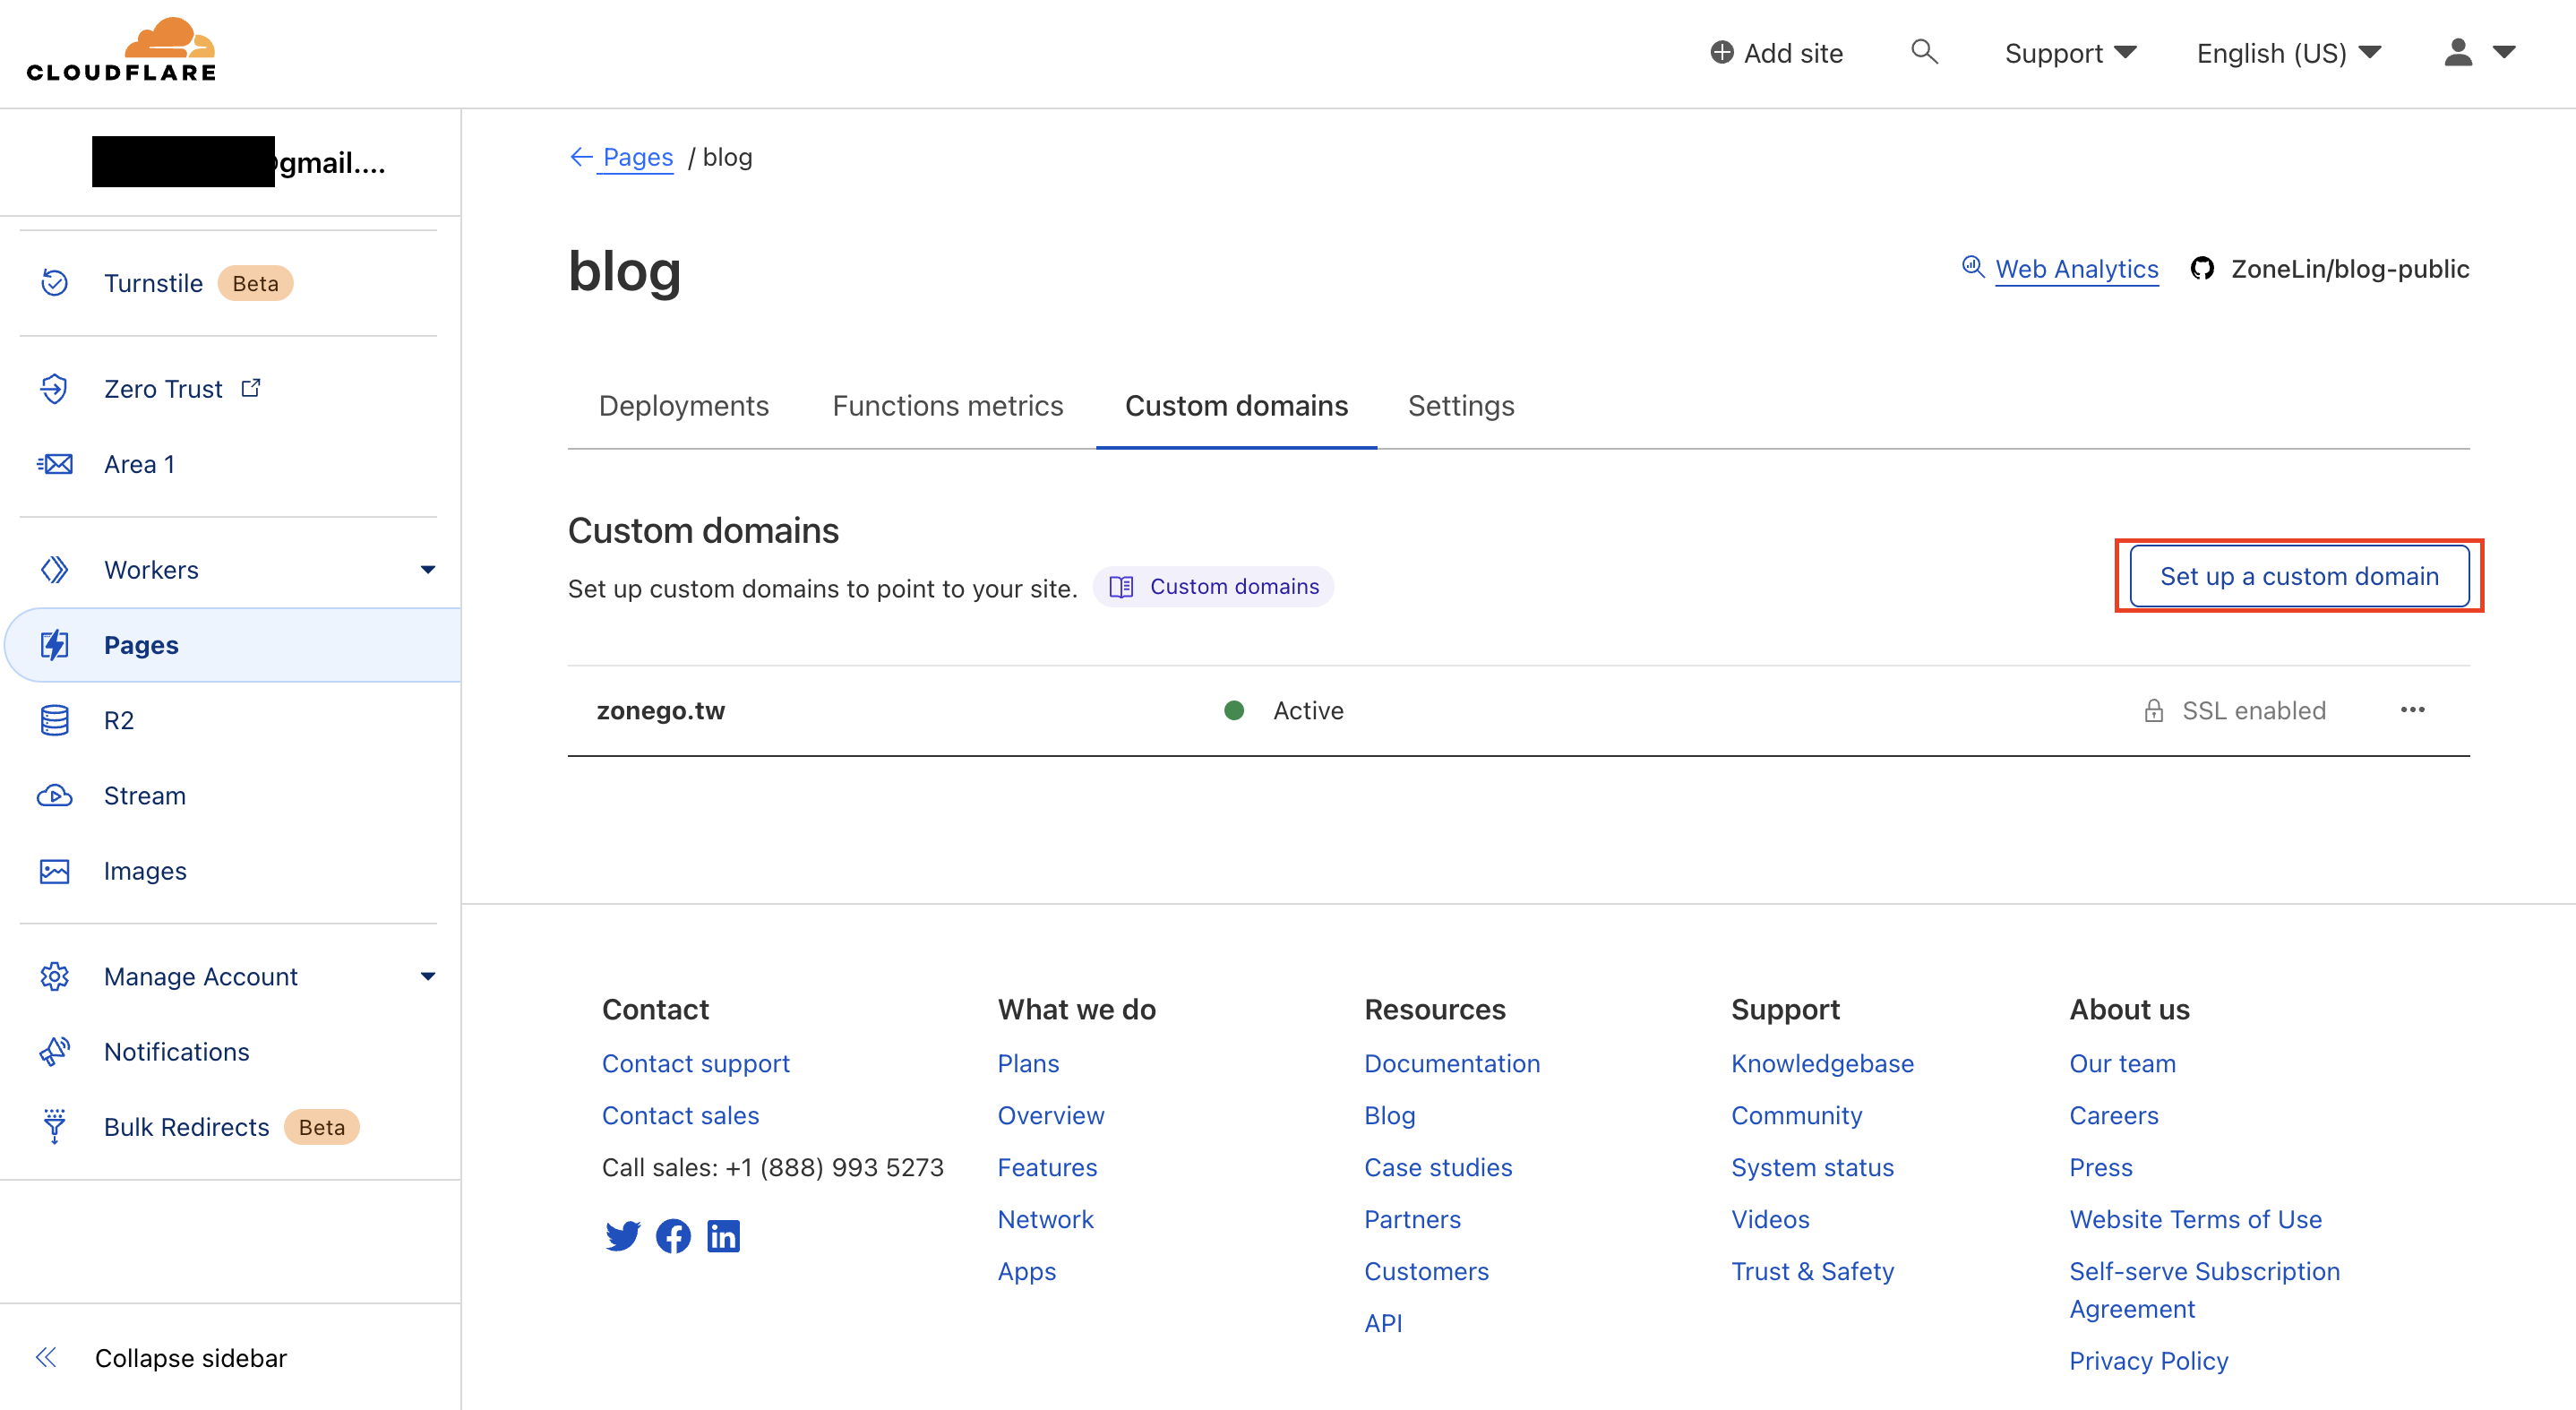 CLOUDFLARE
Add site
Support
English (US)
gmail....
Turnstile Beta
Zero Trust
Area 1
Workers
Pages
R2
Stream
Images
Manage Account
Notifications
Bulk Redirects Beta
Collapse sidebar
Pages / blog
blog
Web Analytics
ZoneLin/blog-public
Deployments
Functions metrics
Custom domains
Settings
Custom domains
Set up custom domains to point to your site. Custom domains
Set up a custom domain
zonego.tw
Active
SSL enabled
Contact
Contact support
Contact sales
Call sales: +1 (888) 993 5273
What we do
Plans
Overview
Features
Network
Apps
Resources
Documentation
Blog
Case studies
Partners
Customers
API
Support
Knowledgebase
Community
System status
Videos
Trust & Safety
About us
Our team
Careers
Press
Website Terms of Use
Self-serve Subscription
Agreement
Privacy Policy